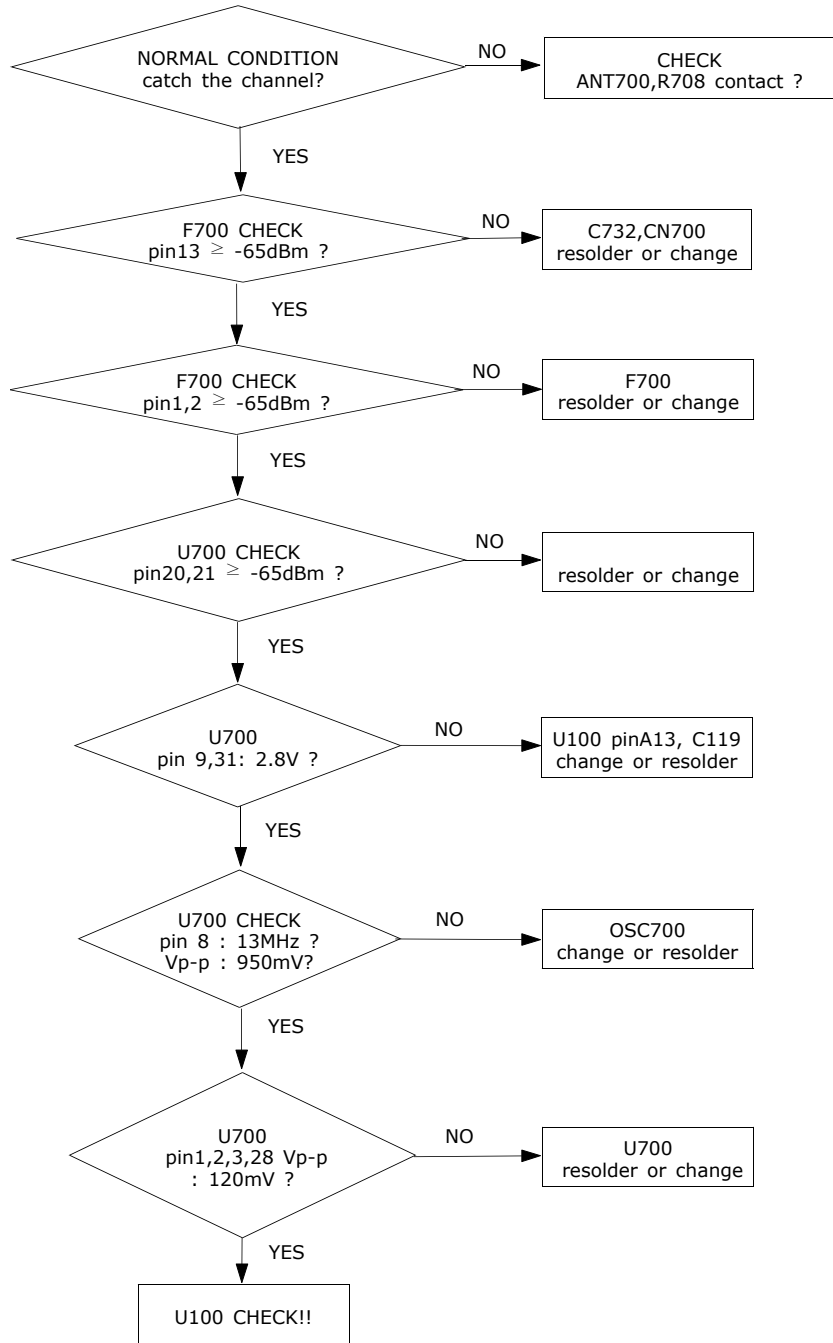 NORMAL CONDITION
catch the channel?
NO
CHECK
ANT700,R708 contact ?
YES
F700 CHECK
pin13 ≥ -65dBm ?
NO
C732,CN700
resolder or change
YES
F700 CHECK
pin1,2 ≥ -65dBm ?
NO
F700
resolder or change
YES
U700 CHECK
pin20,21 ≥ -65dBm ?
NO
resolder or change
YES
U700
pin 9,31: 2.8V ?
NO
U100 pinA13, C119
change or resolder
YES
U700 CHECK
pin 8 : 13MHz ?
Vp-p : 950mV?
NO
OSC700
change or resolder
YES
U700
pin1,2,3,28 Vp-p
: 120mV ?
NO
U700
resolder or change
YES
U100 CHECK!!